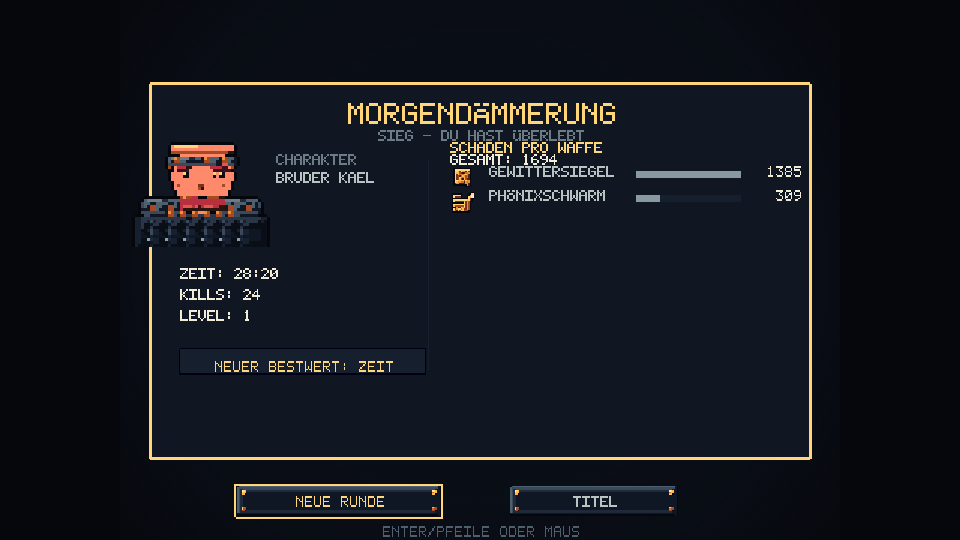 MORGENDÄMMERUNG
SIEG - DU HAST ÜBERLEBT
CHARAKTER
BRUDER KAEL
ZEIT: 28:20
KILLS: 24
LEVEL: 1
NEUER BESTWERT: ZEIT
SCHADEN PRO WAFFE
GESAMT: 1694
GEWITTERSIEGEL 1385
PHÖNIXSCHWARM 309
NEUE RUNDE
TITEL
ENTER/PFEILE ODER MAUS